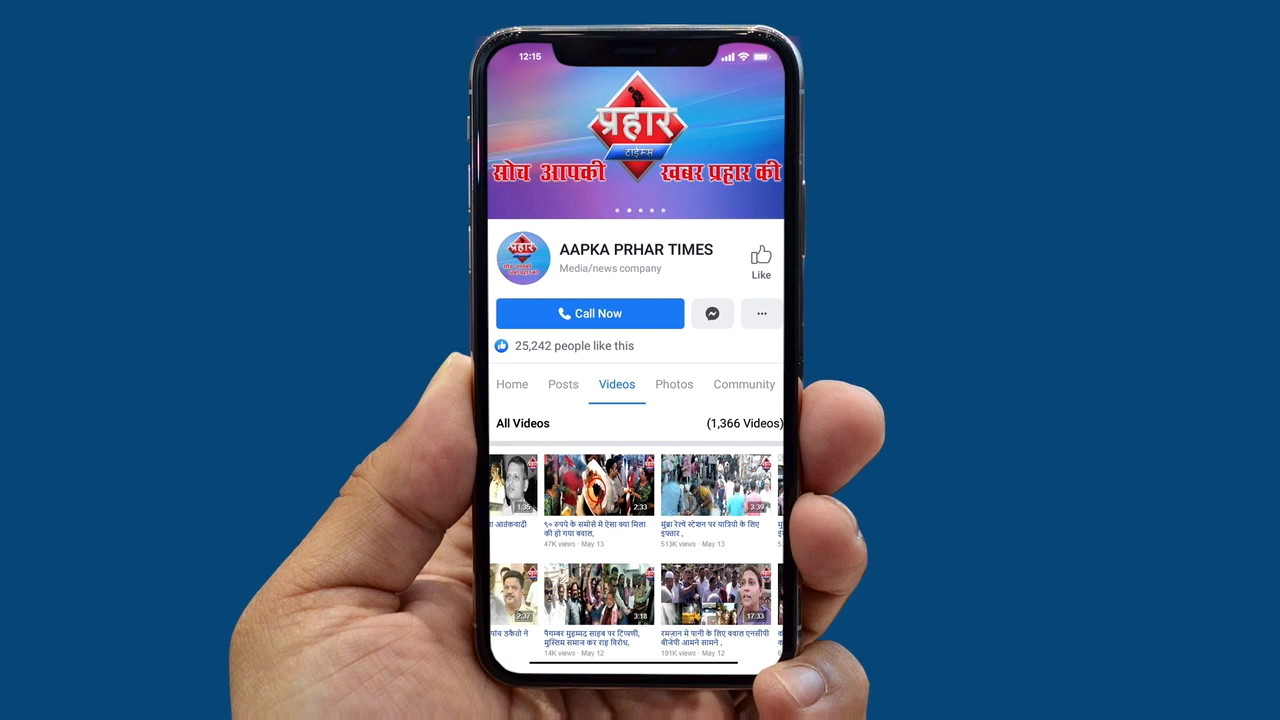 12:15
प्रहार
टाईम्स
सोच आपकी खबर प्रहार की
प्रहार
AAPKA PRHAR TIMES
Media/news company
Like
Call Now
25,242 people like this
Home Posts Videos Photos Community
All Videos (1,366 Videos)
1:35 2:33 3:39
आतंकवादी
१० रुपये के समोसे मे ऐसा क्या मिला
की हो गया बवाल,
47K views · May 13
मुंब्रा रेल्वे स्टेशन पर यात्रियो के लिए
इफ्तार ,
513K views · May 13
2:37 3:18 17:33
पांच डकैतो ने
पैगम्बर मुहम्मद साहब पर टिप्पणी,
मुस्लिम समाज कर राह विरोध,
14K views · May 12
रमज़ान मे पानी के लिए बवाल एनसीपी
बीजेपी आमने सामने ,
191K views · May 12